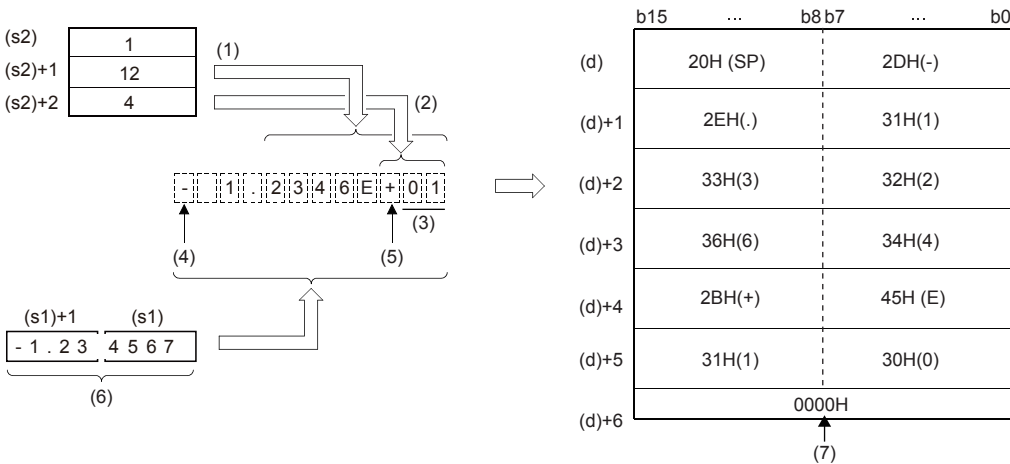 (s2) 1
(s2)+1 12
(s2)+2 4
(1)
(2)
- 1 . 2 3 4 6 E + 0 1
(3)
(4)
(5)
(s1)+1 (s1)
- 1 . 2 3 4 5 6 7
(6)
b15 ... b8 b7 ... b0
(d) 20H (SP) 2DH(-)
(d)+1 2EH(.) 31H(1)
(d)+2 33H(3) 32H(2)
(d)+3 36H(6) 34H(4)
(d)+4 2BH(+) 45H (E)
(d)+5 31H(1) 30H(0)
(d)+6 0000H
(7)